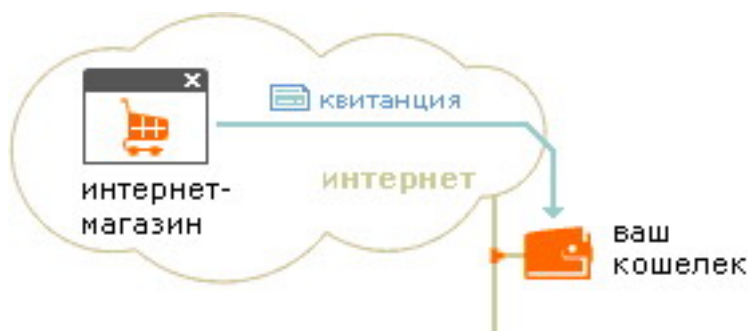 квитанция
интернет
интернет-
магазин
ваш
кошелек